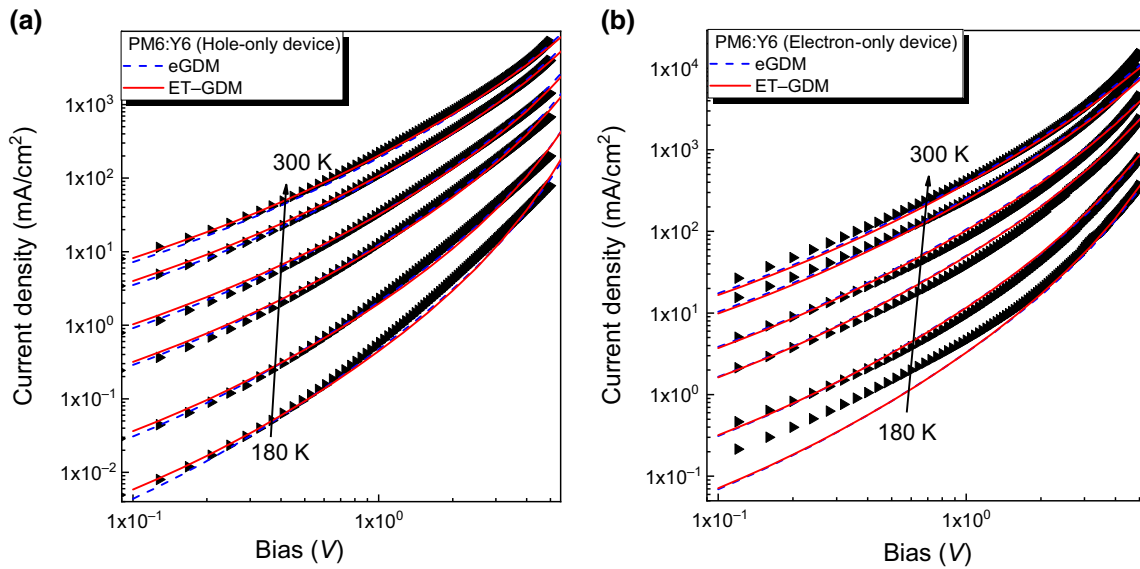 (a)
PM6:Y6 (Hole-only device)
eGDM
ET–GDM
1x10³
1x10²
1x10¹
1x10⁰
1x10⁻¹
1x10⁻²
Current density (mA/cm²)
300 K
180 K
1x10⁻¹
1x10⁰
Bias (V)
(b)
PM6:Y6 (Electron-only device)
eGDM
ET–GDM
1x10⁴
1x10³
1x10²
1x10¹
1x10⁰
1x10⁻¹
Current density (mA/cm²)
300 K
180 K
1x10⁻¹
1x10⁰
Bias (V)